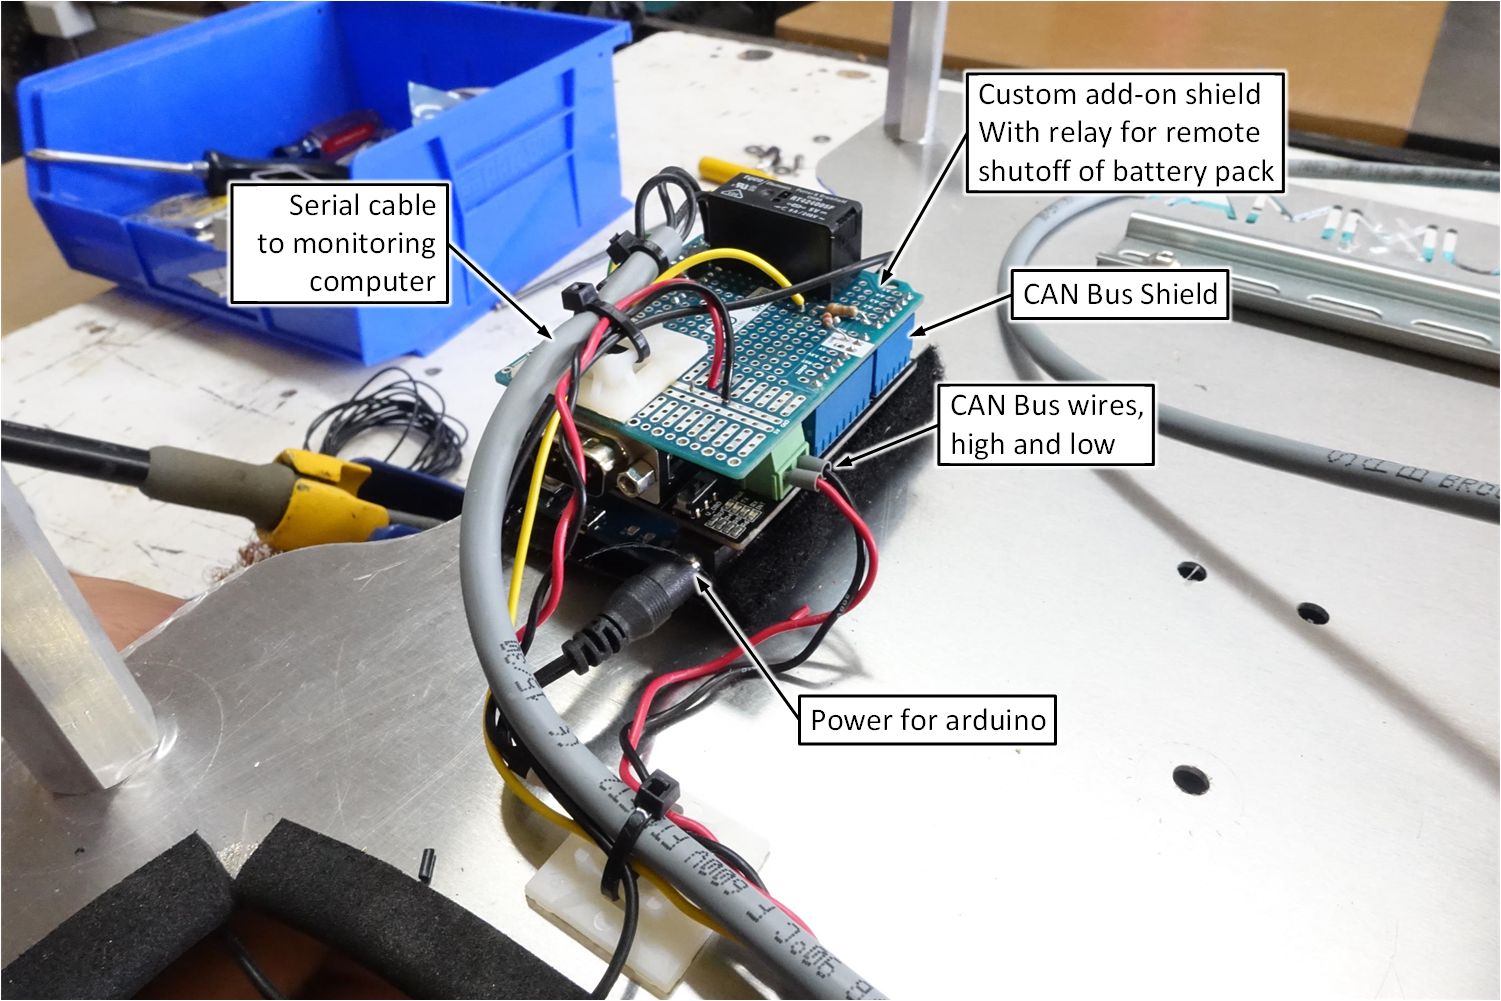 Custom add-on shield
With relay for remote
shutoff of battery pack
Serial cable
to monitoring
computer
CAN Bus Shield
CAN Bus wires,
high and low
Power for arduino